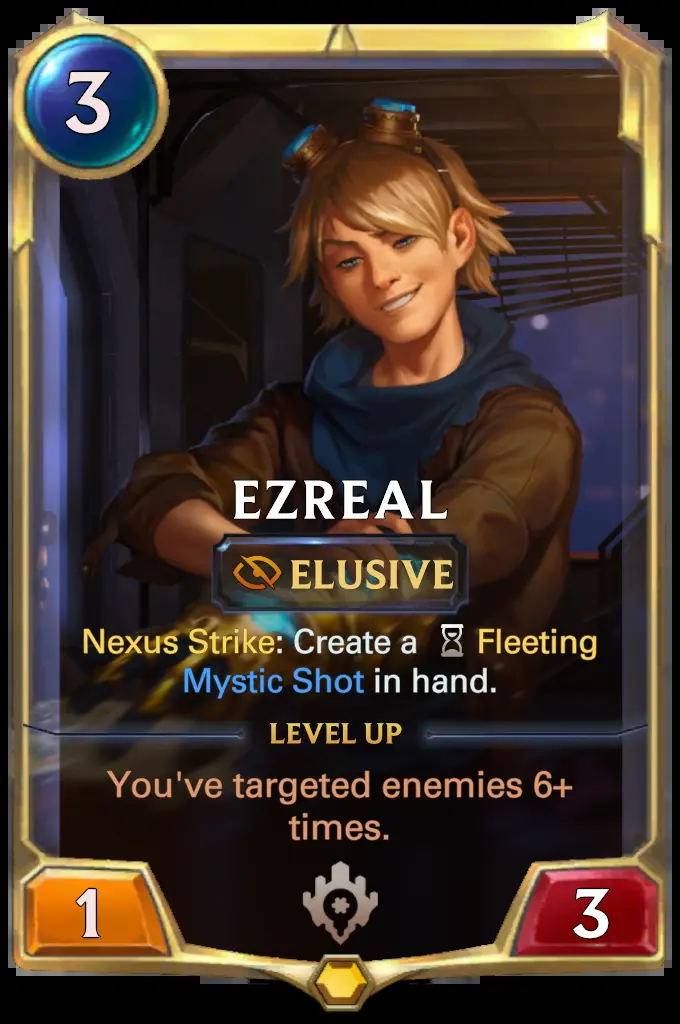 3
EZREAL
ELUSIVE
Nexus Strike: Create a Fleeting
Mystic Shot in hand.
LEVEL UP
You've targeted enemies 6+
times.
1
3